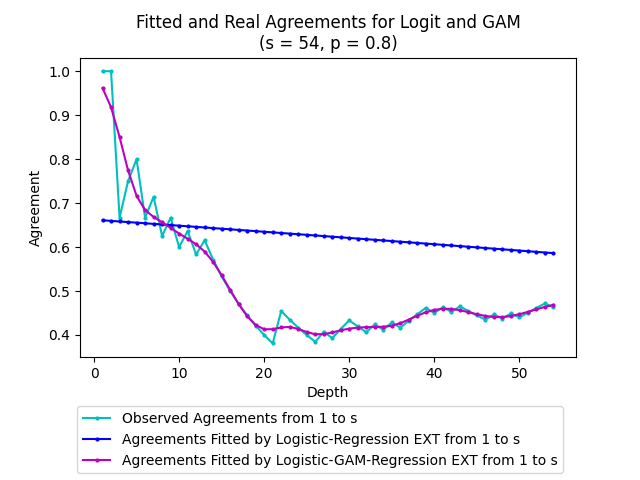 Fitted and Real Agreements for Logit and GAM
(s = 54, p = 0.8)
1.0
0.9
0.8
0.7
0.6
0.5
0.4
Agreement
0 10 20 30 40 50
Depth
Observed Agreements from 1 to s
Agreements Fitted by Logistic-Regression EXT from 1 to s
Agreements Fitted by Logistic-GAM-Regression EXT from 1 to s